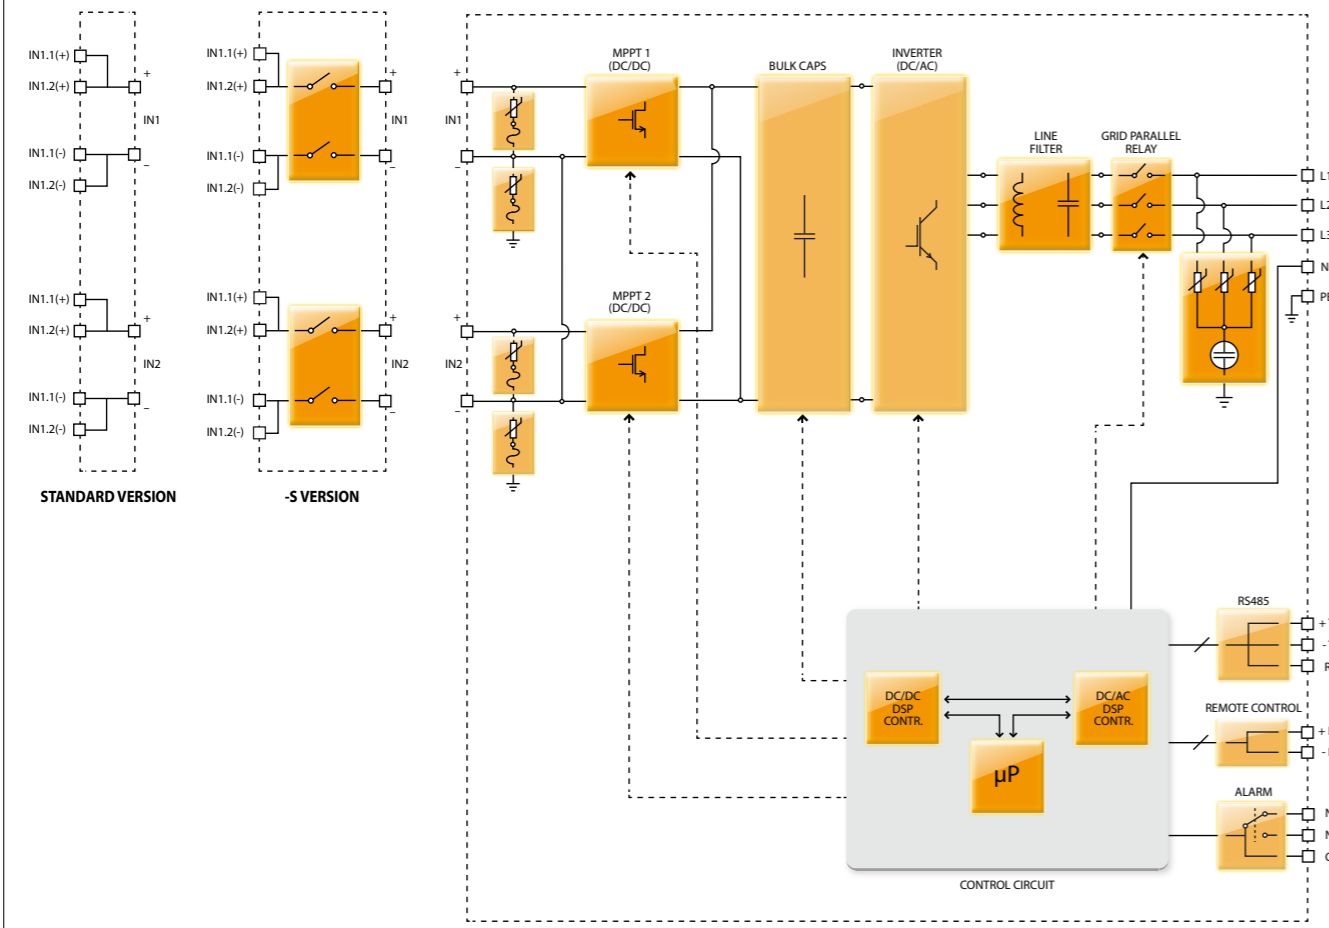 IN1.1(+)
IN1.2(+)
+
IN1
IN1.1(-)
IN1.2(-)
–
IN1.1(+)
IN1.2(+)
+
IN2
IN1.1(-)
IN1.2(-)
–
STANDARD VERSION
IN1.1(+)
IN1.2(+)
+
IN1
IN1.1(-)
IN1.2(-)
–
IN1.1(+)
IN1.2(+)
+
IN2
IN1.1(-)
IN1.2(-)
–
-S VERSION
+
IN1
–
+
IN2
–
MPPT 1
(DC/DC)
MPPT 2
(DC/DC)
BULK CAPS
INVERTER
(DC/AC)
LINE
FILTER
GRID PARALLEL
RELAY
L1
L2
L3
N
DC/DC
DSP
CONTR.
DC/AC
DSP
CONTR.
µP
CONTROL CIRCUIT
RS485
+
-
R
REMOTE CONTROL
+
-
ALARM
N
N